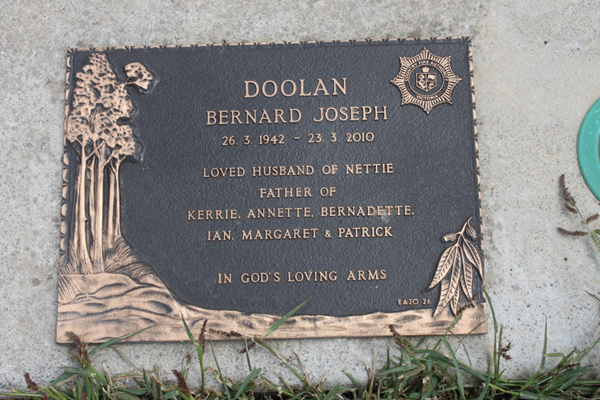 DOOLAN
BERNARD JOSEPH
26. 3. 1942 - 23. 3. 2010
LOVED HUSBAND OF NETTIE
FATHER OF
KERRIE, ANNETTE, BERNADETTE,
IAN, MARGARET & PATRICK
IN GOD'S LOVING ARMS
E&JO 26